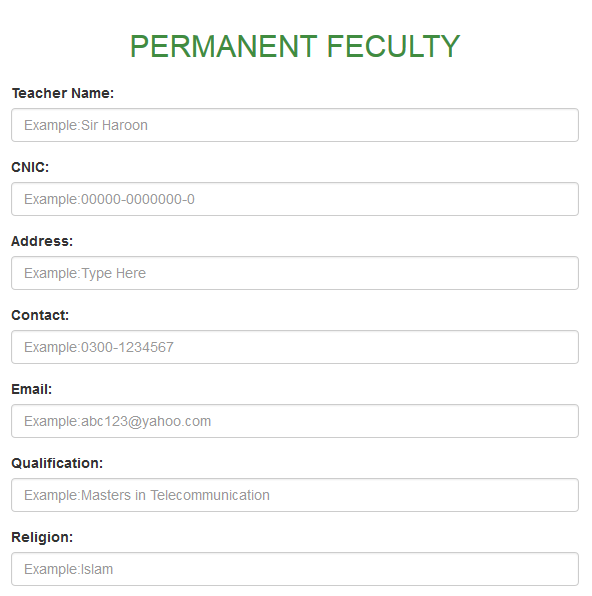 PERMANENT FECULTY
Teacher Name:
Example:Sir Haroon
CNIC:
Example:00000-0000000-0
Address:
Example:Type Here
Contact:
Example:0300-1234567
Email:
Example:abc123@yahoo.com
Qualification:
Example:Masters in Telecommunication
Religion:
Example:Islam